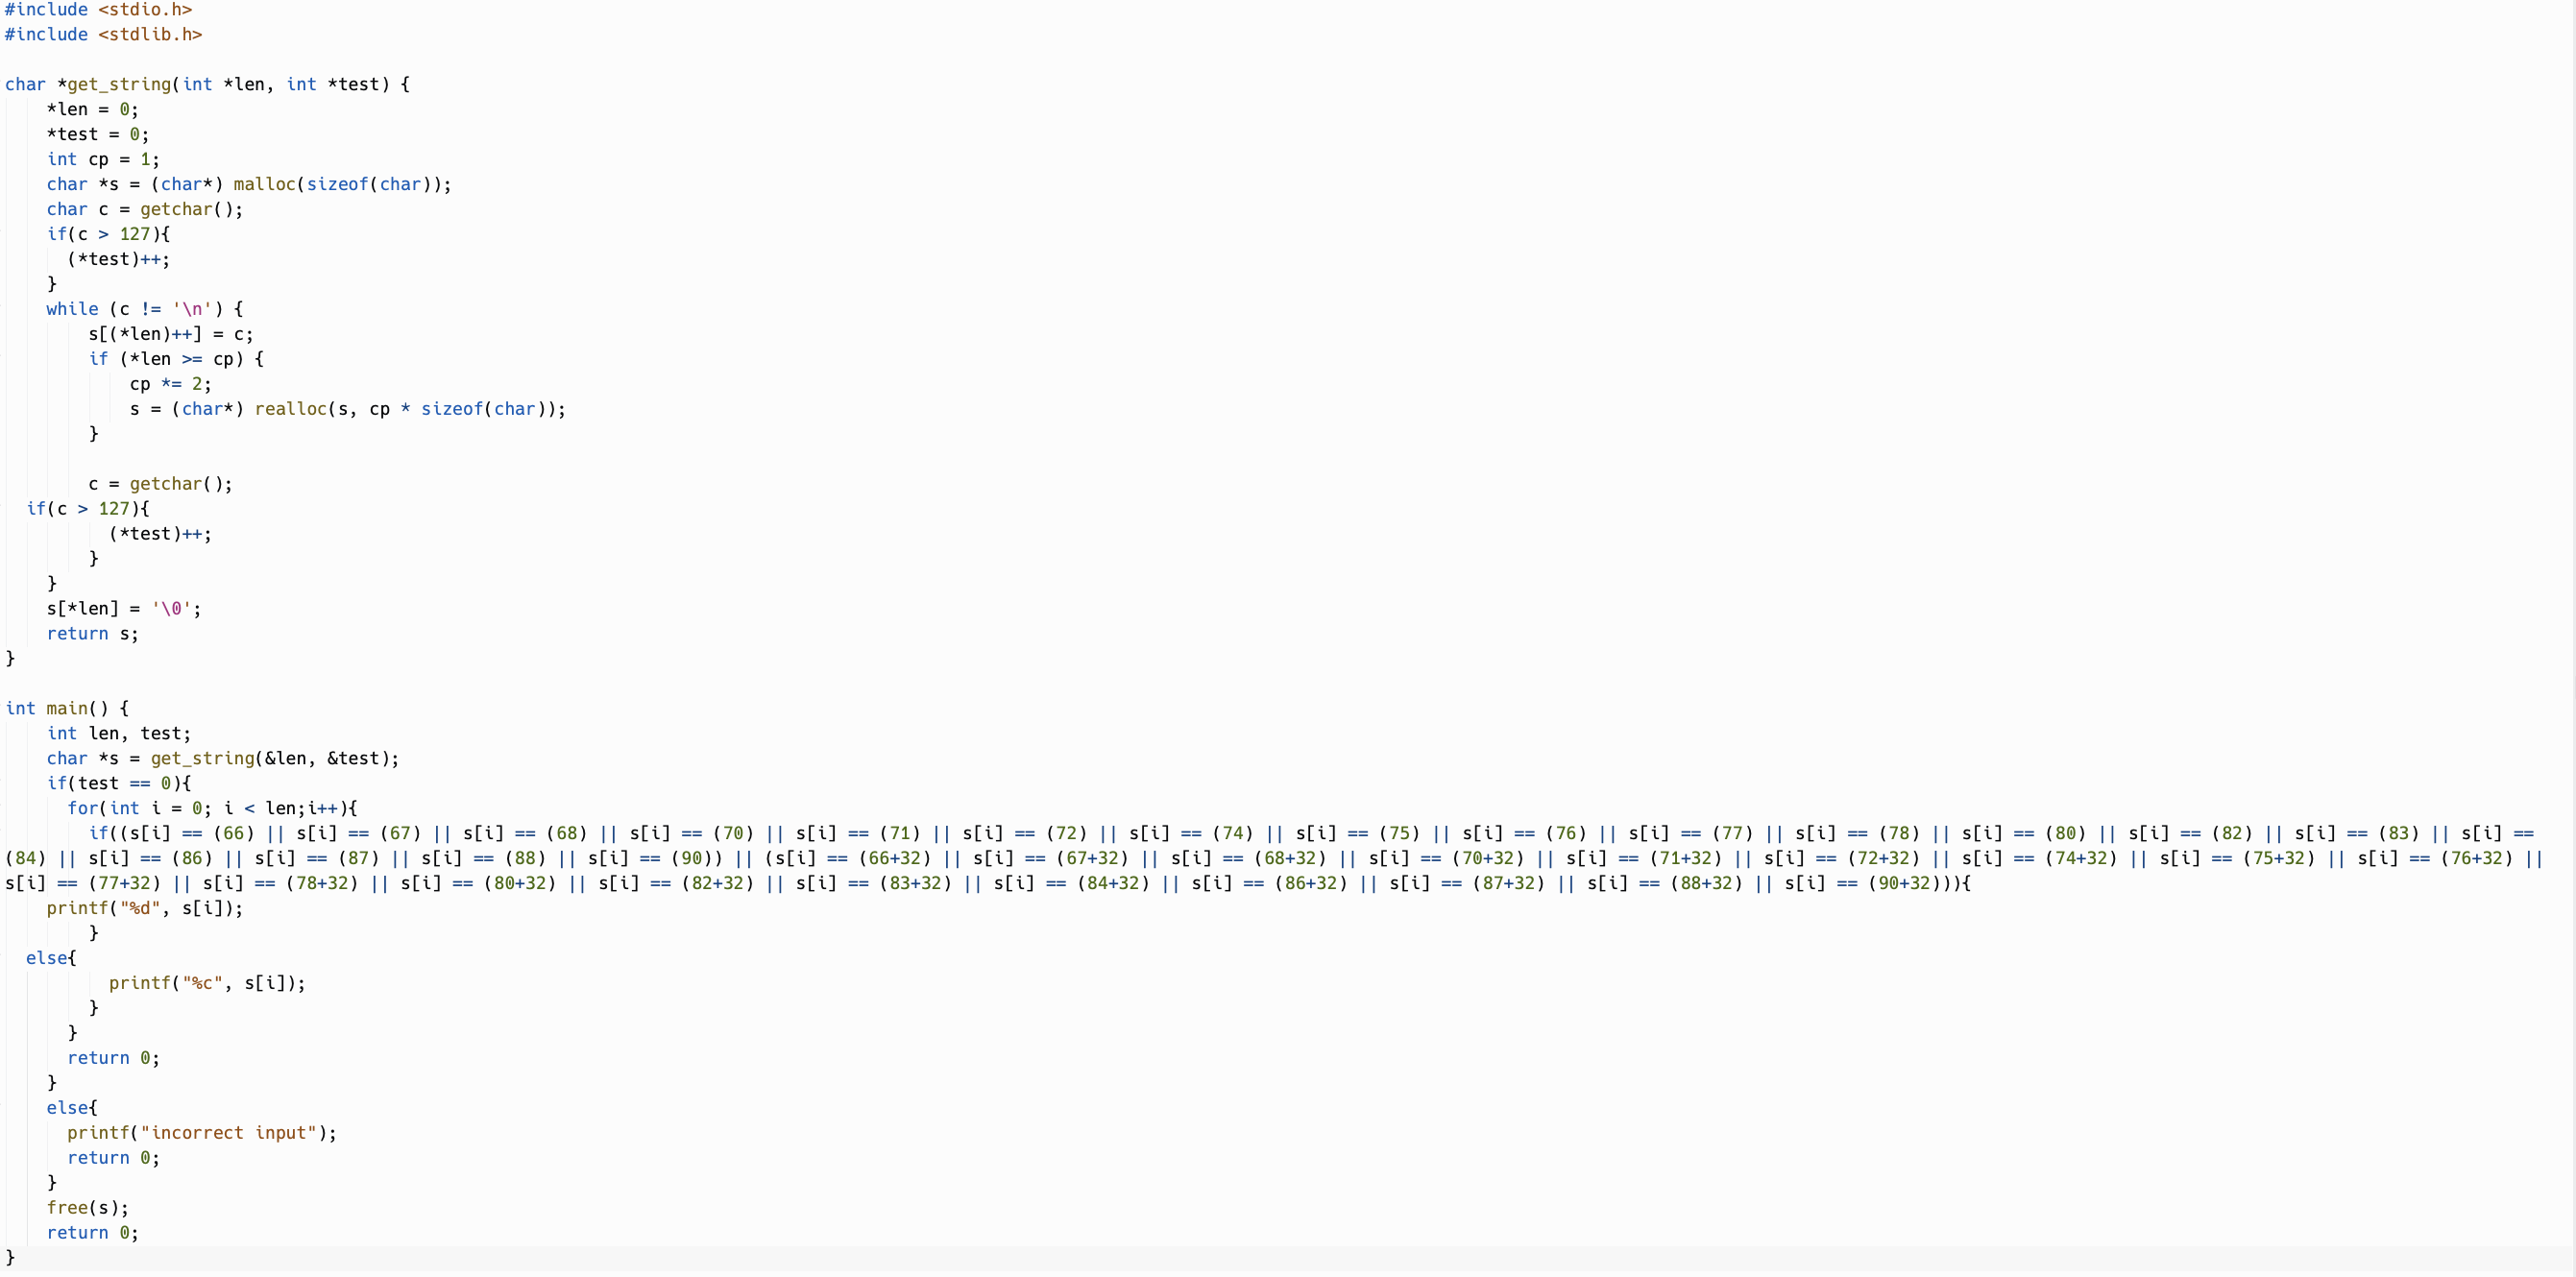 #include <stdio.h>
#include <stdlib.h>

char *get_string(int *len, int *test) {
    *len = 0;
    *test = 0;
    int cp = 1;
    char *s = (char*) malloc(sizeof(char));
    char c = getchar();
    if(c > 127){
      (*test)++;
    }
    while (c != '\n') {
        s[(*len)++] = c;
        if (*len >= cp) {
            cp *= 2;
            s = (char*) realloc(s, cp * sizeof(char));
        }

        c = getchar();
  if(c > 127){
          (*test)++;
        }
    }
    s[*len] = '\0';
    return s;
}

int main() {
    int len, test;
    char *s = get_string(&len, &test);
    if(test == 0){
      for(int i = 0; i < len;i++){
        if((s[i] == (66) || s[i] == (67) || s[i] == (68) || s[i] == (70) || s[i] == (71) || s[i] == (72) || s[i] == (74) || s[i] == (75) || s[i] == (76) || s[i] == (77) || s[i] == (78) || s[i] == (80) || s[i] == (82) || s[i] == (83) || s[i] ==
(84) || s[i] == (86) || s[i] == (87) || s[i] == (88) || s[i] == (90)) || (s[i] == (66+32) || s[i] == (67+32) || s[i] == (68+32) || s[i] == (70+32) || s[i] == (71+32) || s[i] == (72+32) || s[i] == (74+32) || s[i] == (75+32) || s[i] == (76+32) ||
s[i] == (77+32) || s[i] == (78+32) || s[i] == (80+32) || s[i] == (82+32) || s[i] == (83+32) || s[i] == (84+32) || s[i] == (86+32) || s[i] == (87+32) || s[i] == (88+32) || s[i] == (90+32))){
    printf("%d", s[i]);
        }
  else{
          printf("%c", s[i]);
        }
      }
      return 0;
    }
    else{
      printf("incorrect input");
      return 0;
    }
    free(s);
    return 0;
}